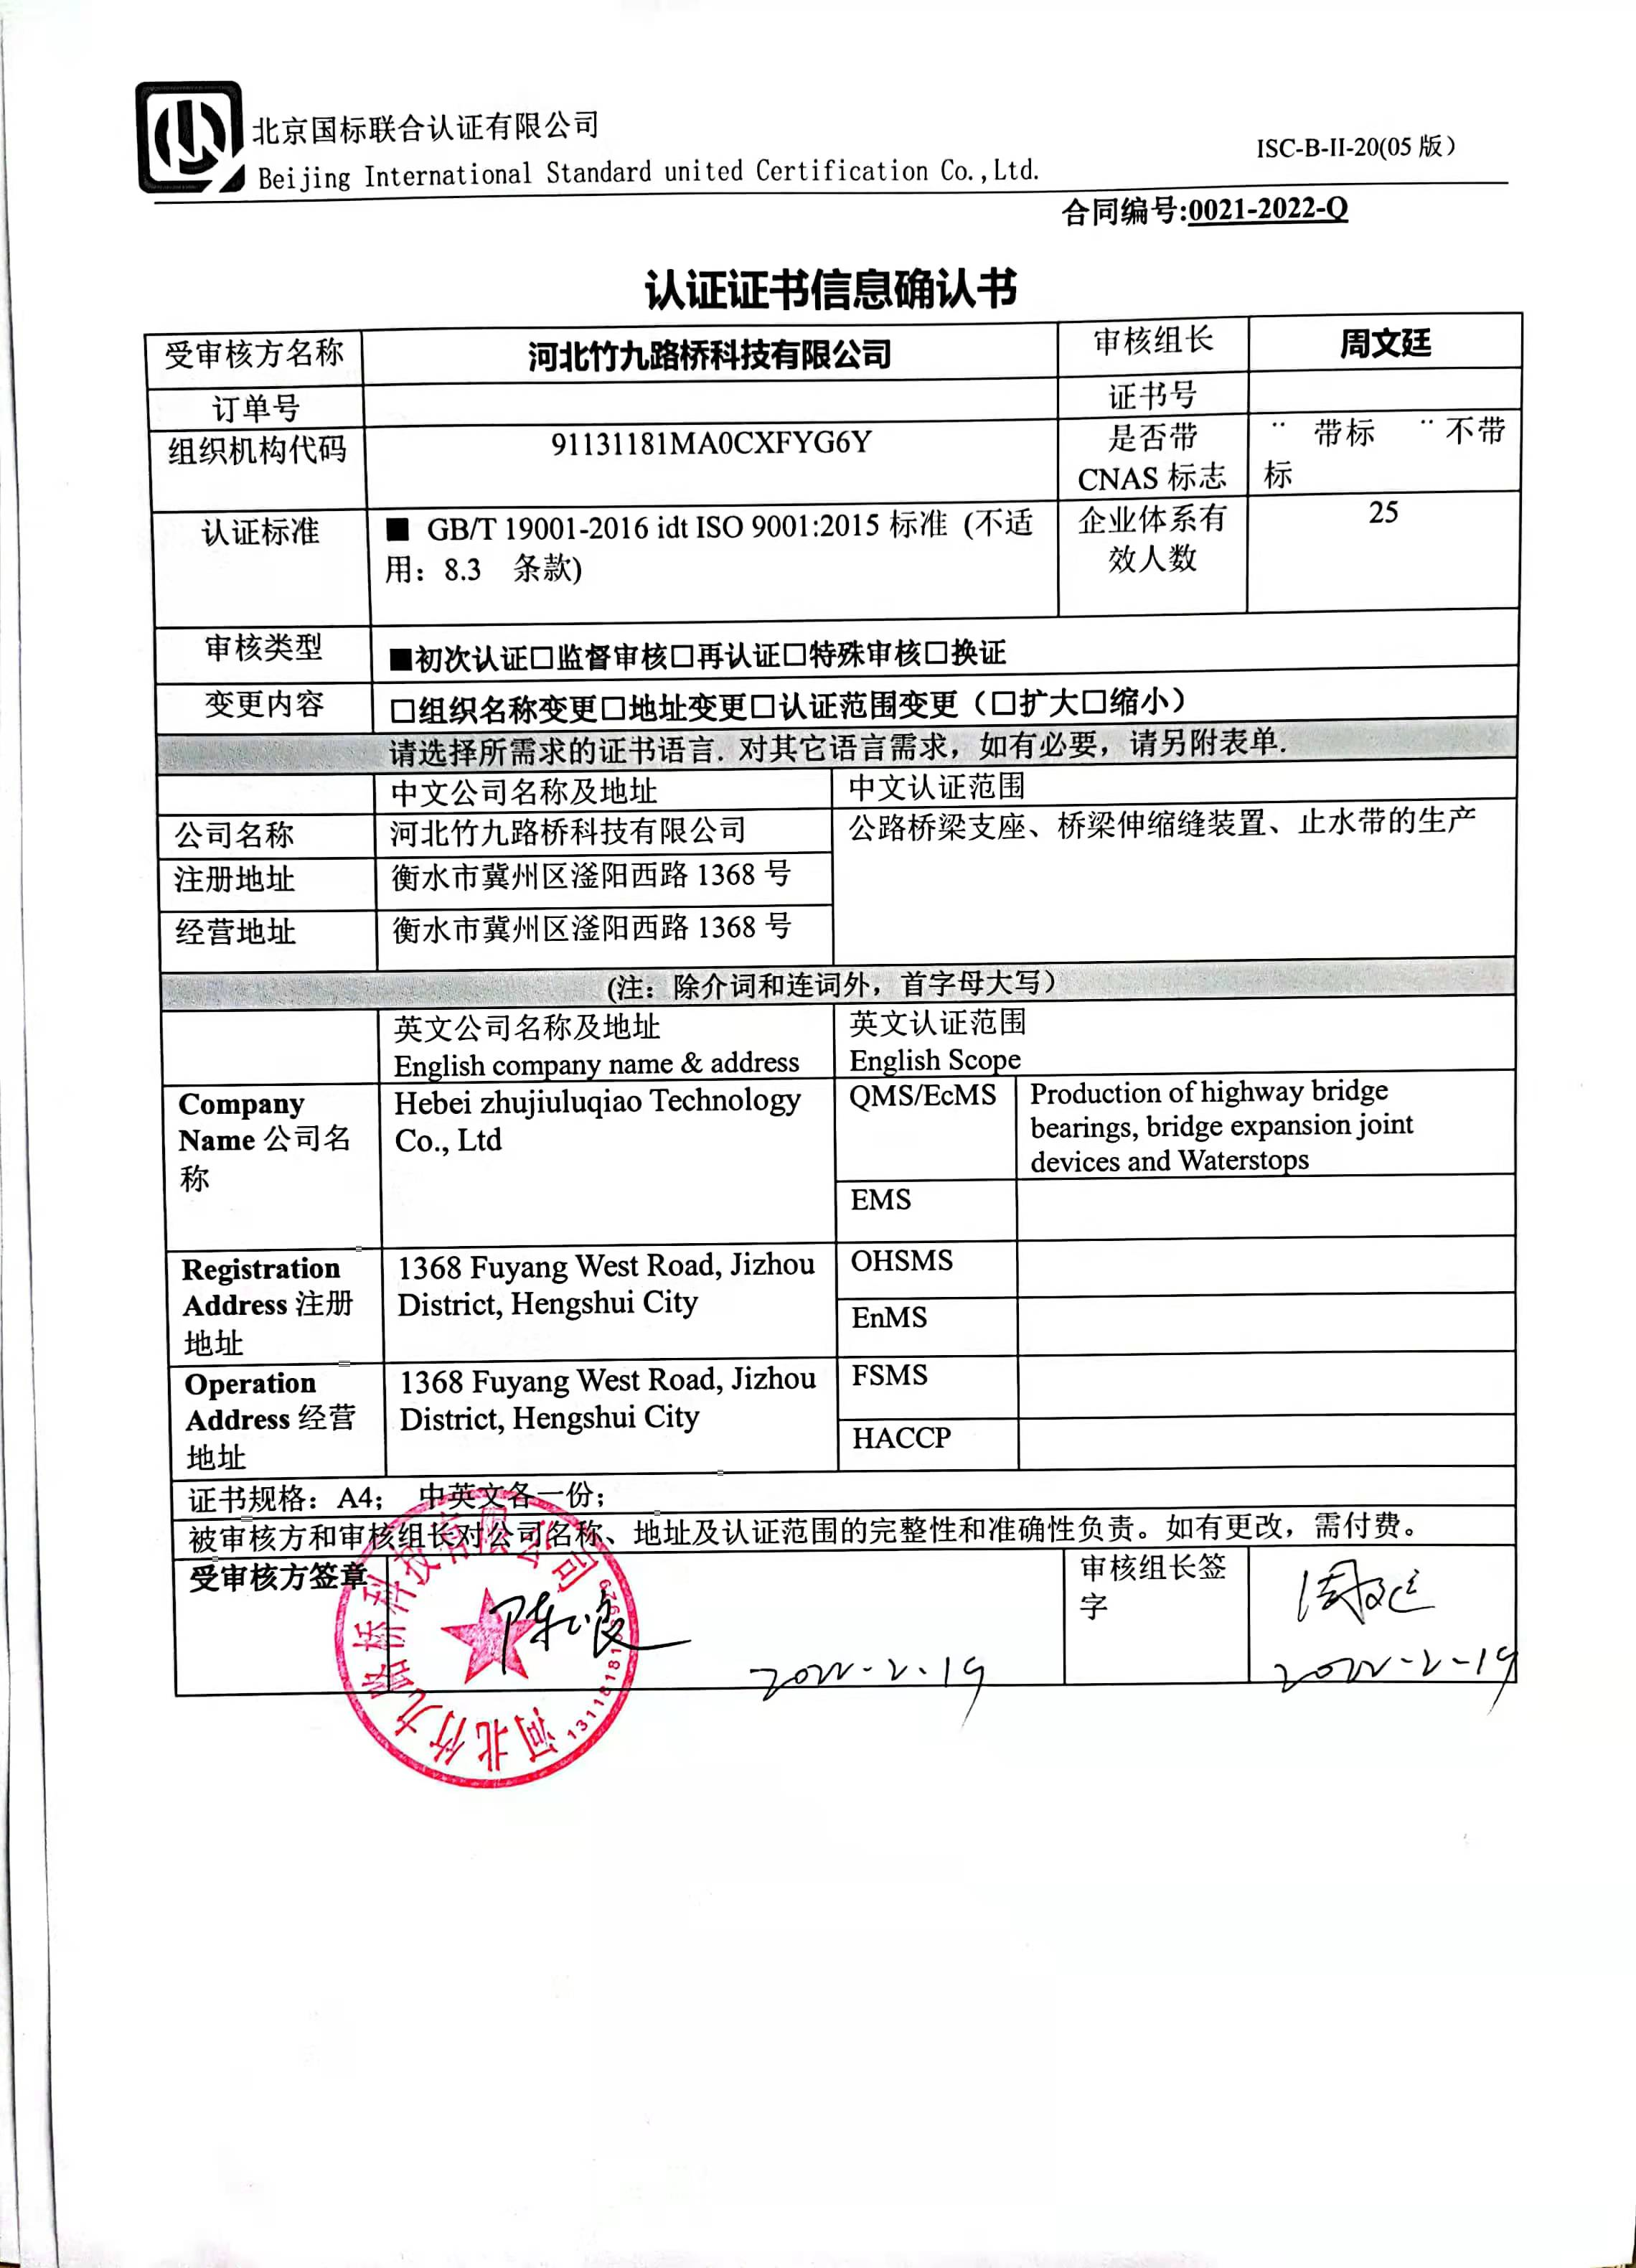 北京国标联合认证有限公司
Beijing International Standard united Certification Co.,Ltd.
ISC-B-II-20(05 版)
合同编号:0021-2022-Q
认证证书信息确认书
受审核方名称 河北竹九路桥科技有限公司 审核组长 周文廷
订单号 证书号
组织机构代码 91131181MA0CXFYG6Y 是否带 ¨ 带标 ¨ 不带
CNAS 标志 标
认证标准 ■ GB/T 19001-2016 idt ISO 9001:2015 标准 (不适 企业体系有 25
用：8.3 条款) 效人数
审核类型 ■初次认证□监督审核□再认证□特殊审核□换证
变更内容 □组织名称变更□地址变更□认证范围变更（□扩大□缩小）
请选择所需求的证书语言. 对其它语言需求，如有必要，请另附表单.
中文公司名称及地址 中文认证范围
公司名称 河北竹九路桥科技有限公司 公路桥梁支座、桥梁伸缩缝装置、止水带的生产
注册地址 衡水市冀州区滏阳西路 1368 号
经营地址 衡水市冀州区滏阳西路 1368 号
(注：除介词和连词外，首字母大写）
英文公司名称及地址 英文认证范围
English company name & address English Scope
Company Hebei zhujiuluqiao Technology QMS/EcMS Production of highway bridge
Name 公司名 Co., Ltd bearings, bridge expansion joint
称 devices and Waterstops
EMS
Registration 1368 Fuyang West Road, Jizhou OHSMS
Address 注册 District, Hengshui City EnMS
地址
Operation 1368 Fuyang West Road, Jizhou FSMS
Address 经营 District, Hengshui City HACCP
地址
证书规格：A4； 中英文各一份；
被审核方和审核组长对公司名称、地址及认证范围的完整性和准确性负责。如有更改，需付费。
受审核方签章 审核组长签
字
河北竹九路桥科技有限公司
周文廷
2022-2-19
2022-2-19